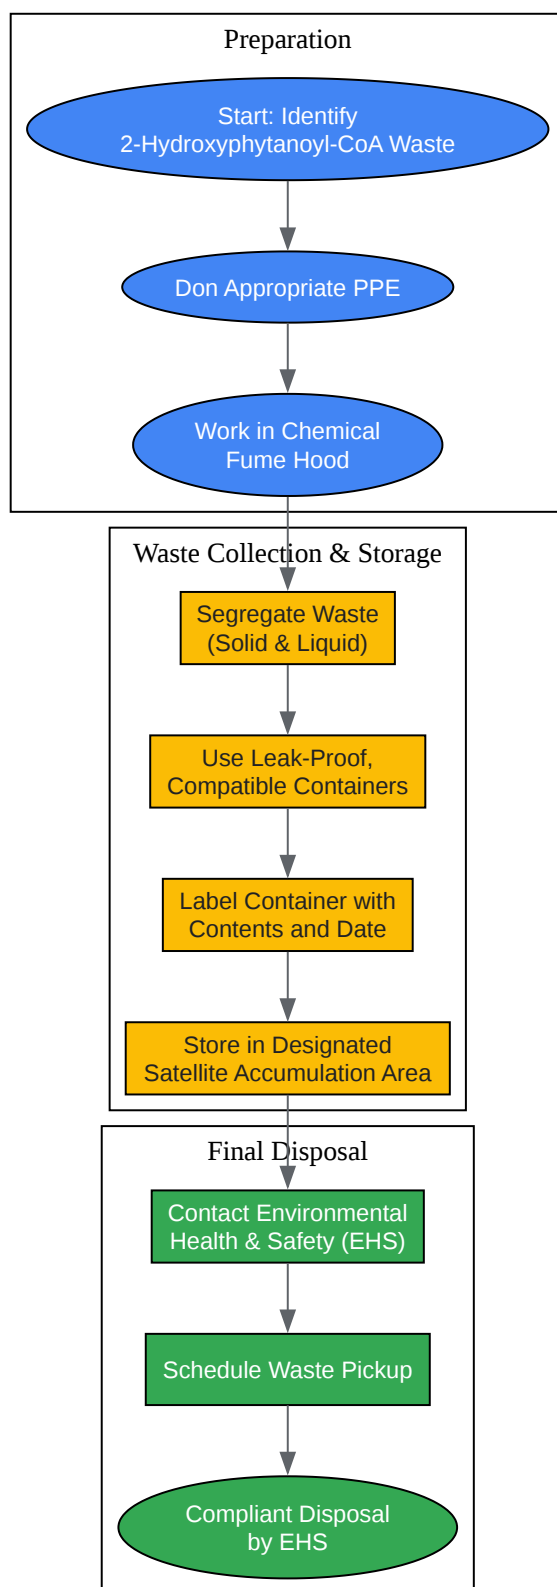 Preparation
Start: Identify
2-Hydroxyphytanoyl-CoA Waste
Don Appropriate PPE
Work in Chemical
Fume Hood
Waste Collection & Storage
Segregate Waste
(Solid & Liquid)
Use Leak-Proof,
Compatible Containers
Label Container with
Contents and Date
Store in Designated
Satellite Accumulation Area
Final Disposal
Contact Environmental
Health & Safety (EHS)
Schedule Waste Pickup
Compliant Disposal
by EHS